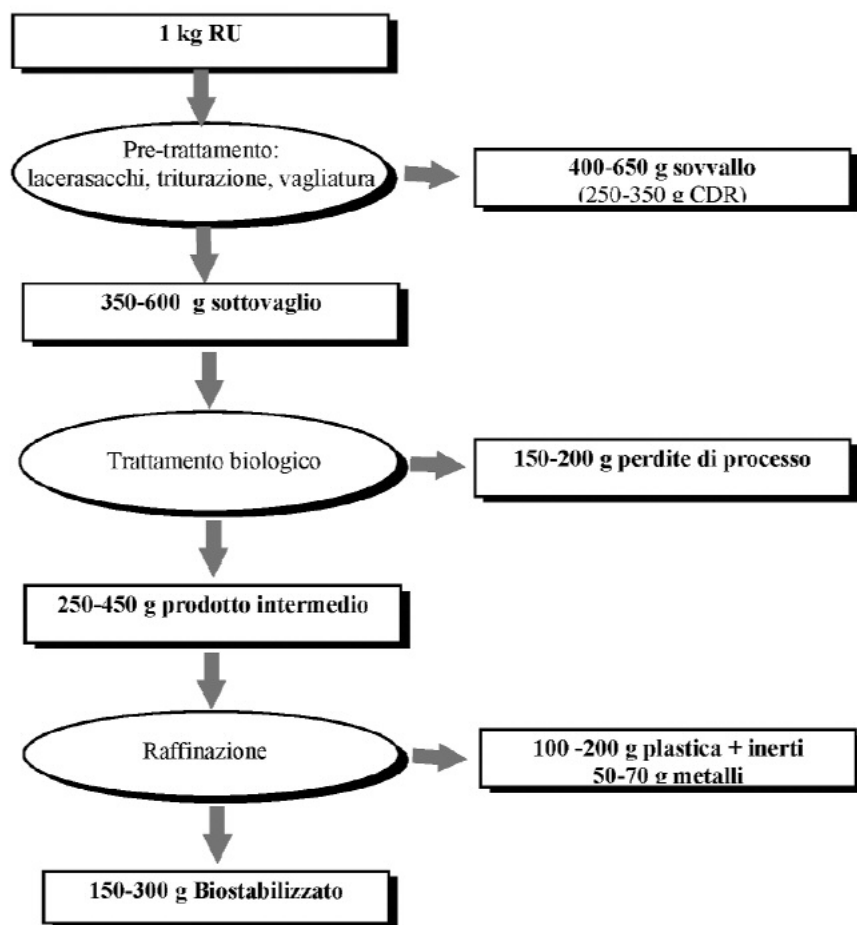 1 kg RU
Pre-trattamento:
lacerasacchi, triturazione, vagliatura
400-650 g sovvallo
(250-350 g CDR)
350-600 g sottovaglio
Trattamento biologico
150-200 g perdite di processo
250-450 g prodotto intermedio
Raffinazione
100 -200 g plastica + inerti
50-70 g metalli
150-300 g Biostabilizzato